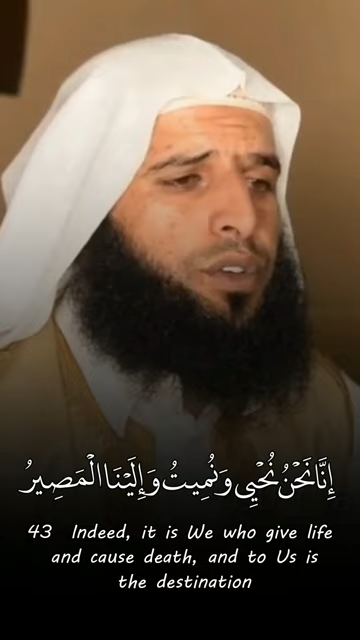 إِنَّا نَحْنُ نُحْيِي وَنُمِيتُ وَإِلَيْنَا الْمَصِيرُ
43 Indeed, it is We who give life
and cause death, and to Us is
the destination